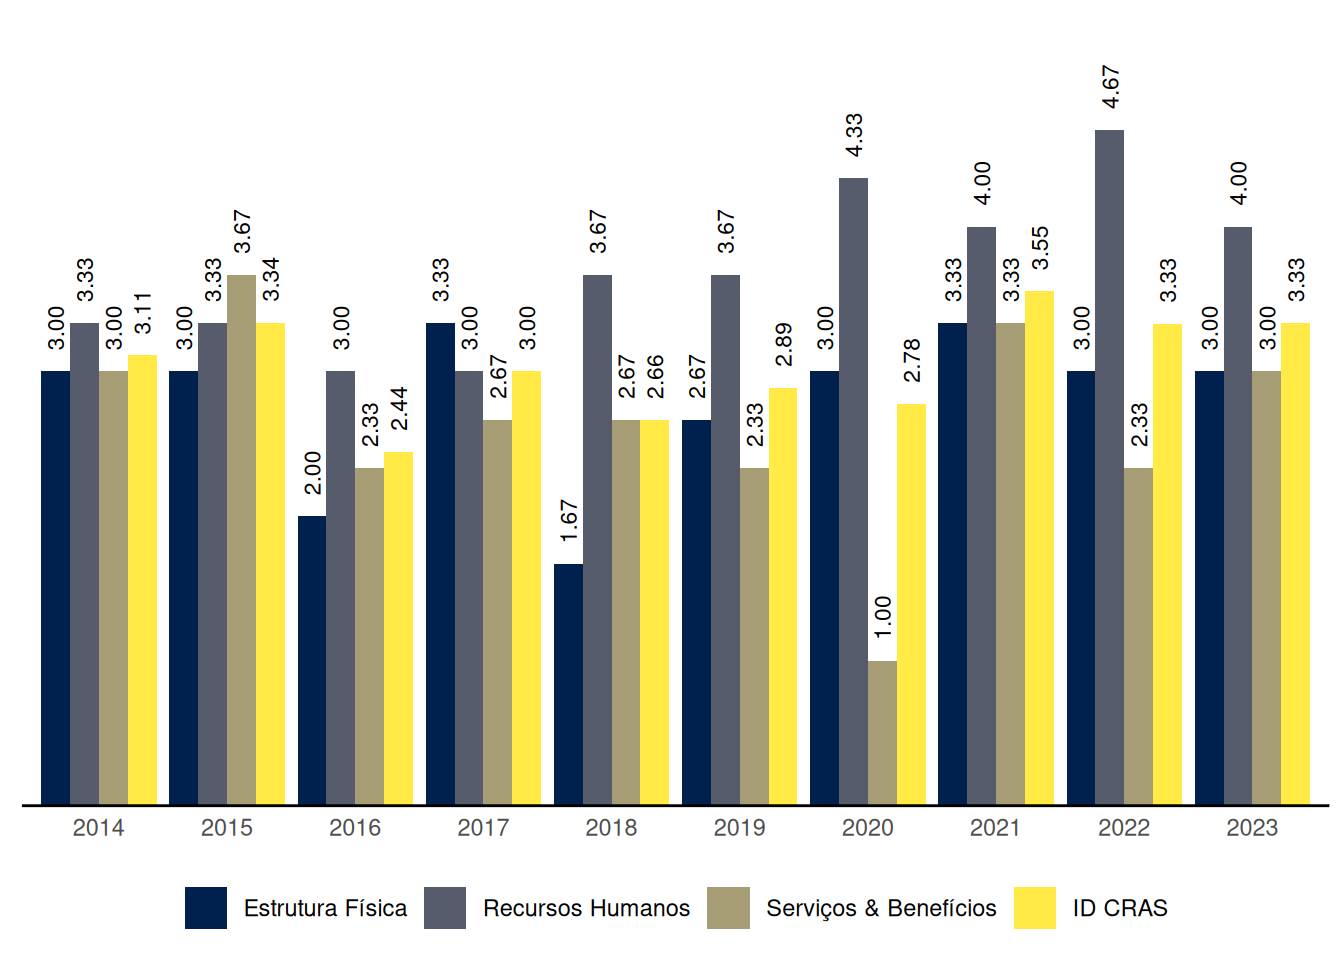 3.00 3.33 3.00 3.11
3.00 3.33 3.67 3.34
2.00 3.00 2.33 2.44
3.33 3.00 2.67 3.00
1.67 3.67 2.67 2.66
2.67 3.67 2.33 2.89
3.00 4.33 1.00 2.78
3.33 4.00 3.33 3.55
3.00 4.67 2.33 3.33
3.00 4.00 3.00 3.33
2014 2015 2016 2017 2018 2019 2020 2021 2022 2023
Estrutura Física Recursos Humanos Serviços & Benefícios ID CRAS